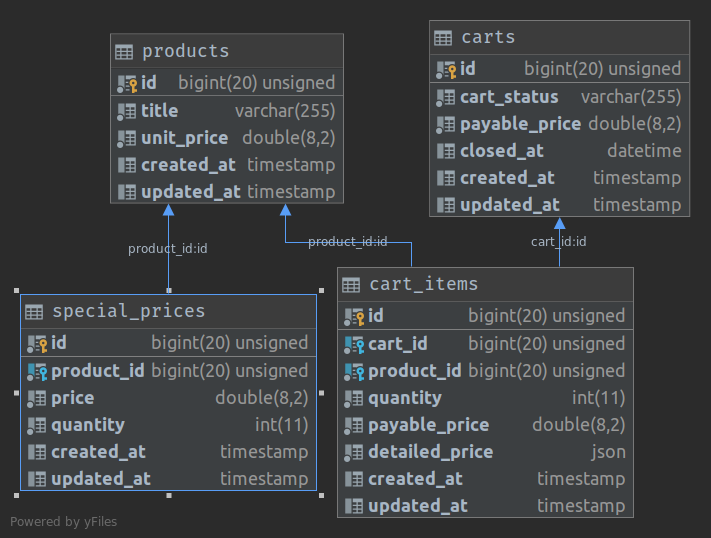 products
id bigint(20) unsigned
title varchar(255)
unit_price double(8,2)
created_at timestamp
updated_at timestamp
carts
id bigint(20) unsigned
cart_status varchar(255)
payable_price double(8,2)
closed_at datetime
created_at timestamp
updated_at timestamp
product_id:id
product_id:id
cart_id:id
special_prices
id bigint(20) unsigned
product_id bigint(20) unsigned
price double(8,2)
quantity int(11)
created_at timestamp
updated_at timestamp
cart_items
id bigint(20) unsigned
cart_id bigint(20) unsigned
product_id bigint(20) unsigned
quantity int(11)
payable_price double(8,2)
detailed_price json
created_at timestamp
updated_at timestamp
Powered by yFiles